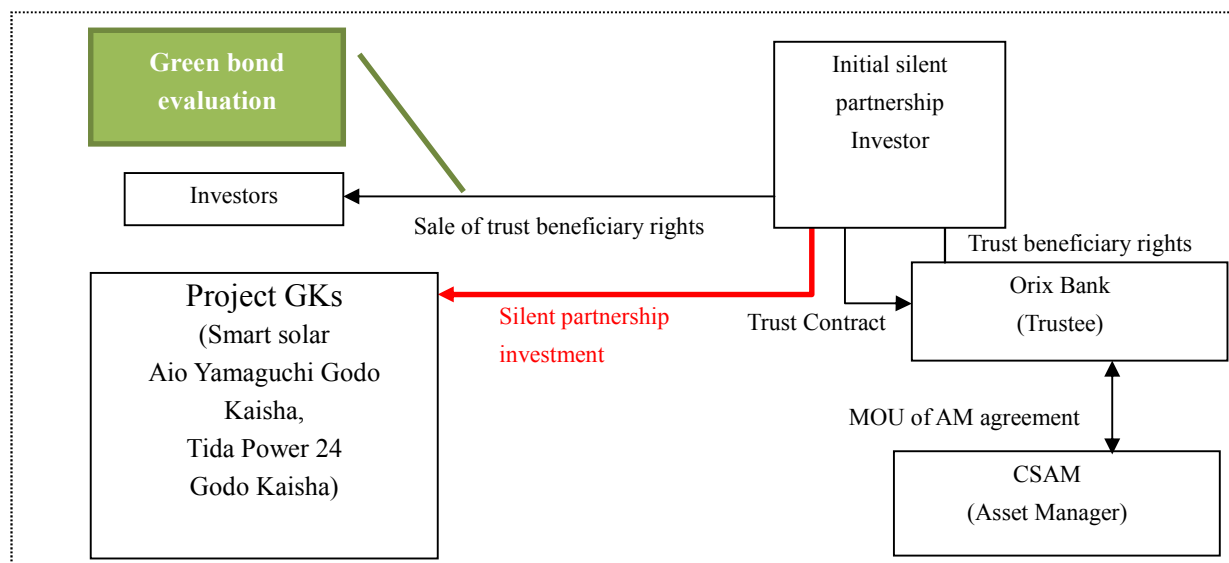 Green bond
evaluation
Initial silent
partnership
Investor
Investors
Sale of trust beneficiary rights
Trust beneficiary rights
Project GKs
(Smart solar
Aio Yamaguchi Godo
Kaisha,
Tida Power 24
Godo Kaisha)
Silent partnership
investment
Trust Contract
Orix Bank
(Trustee)
MOU of AM agreement
CSAM
(Asset Manager)